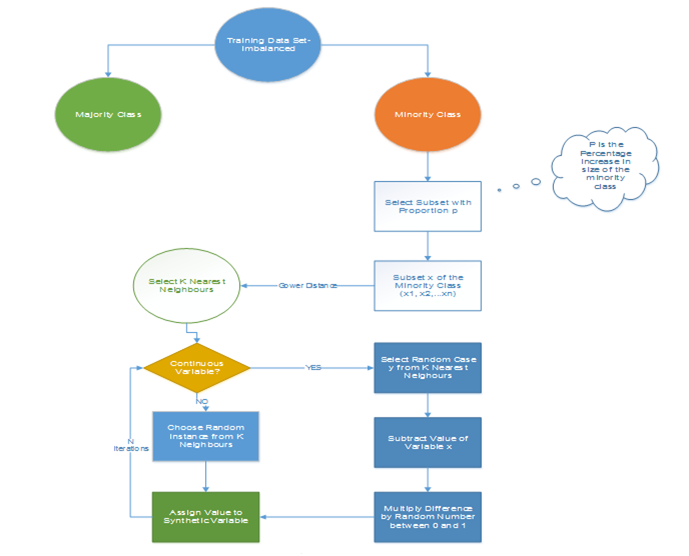 Training Data Set-
Imbalanced
Majority Class
Minority Class
P is the
Percentage
Increase in
size of the
minority
class
Select Subset with
Proportion p
Select K Nearest
Neighbours
Gower Distance
Subset x of the
Minority Class
(x1, x2,...xn)
Continuous
Variable?
YES
Select Random Case
y from K Nearest
Neighours
NO
Choose Random
Instance from K
Neighbours
Subtract Value of
Variable x
N
Iterations
Assign Value to
Synthetic Variable
Multiply Difference
by Random Number
between 0 and 1